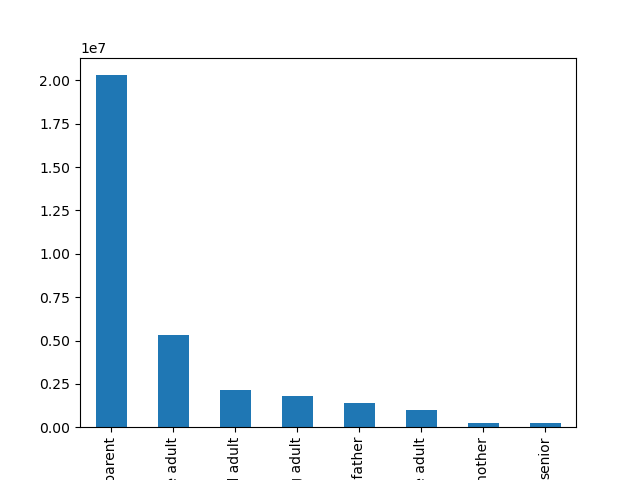 1e7
2.00
1.75
1.50
1.25
1.00
0.75
0.50
0.25
0.00
parent
adult
adult
adult
father
adult
senior